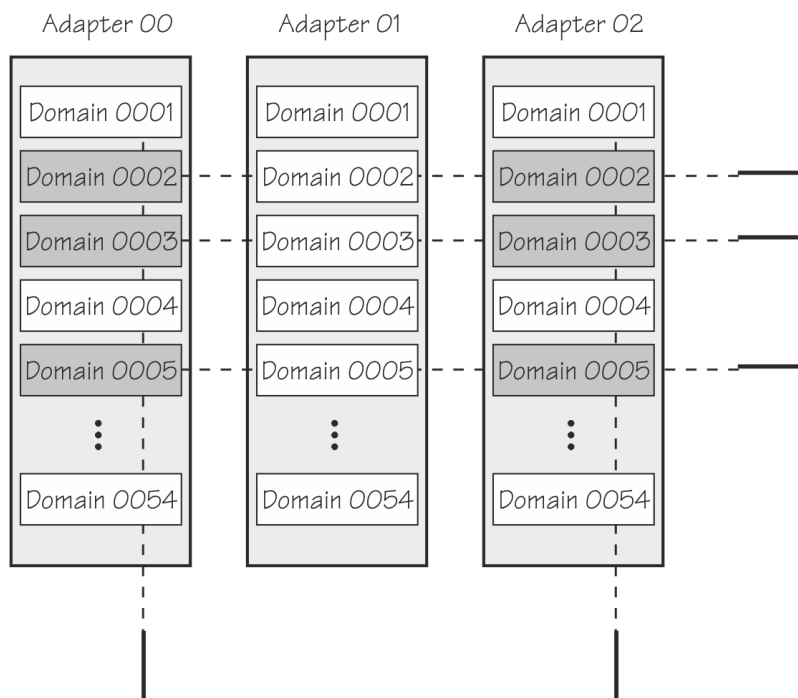 Adapter 00
Adapter 01
Adapter 02
Domain 0001
Domain 0001
Domain 0001
Domain 0002
Domain 0002
Domain 0002
Domain 0003
Domain 0003
Domain 0003
Domain 0004
Domain 0004
Domain 0004
Domain 0005
Domain 0005
Domain 0005
Domain 0054
Domain 0054
Domain 0054